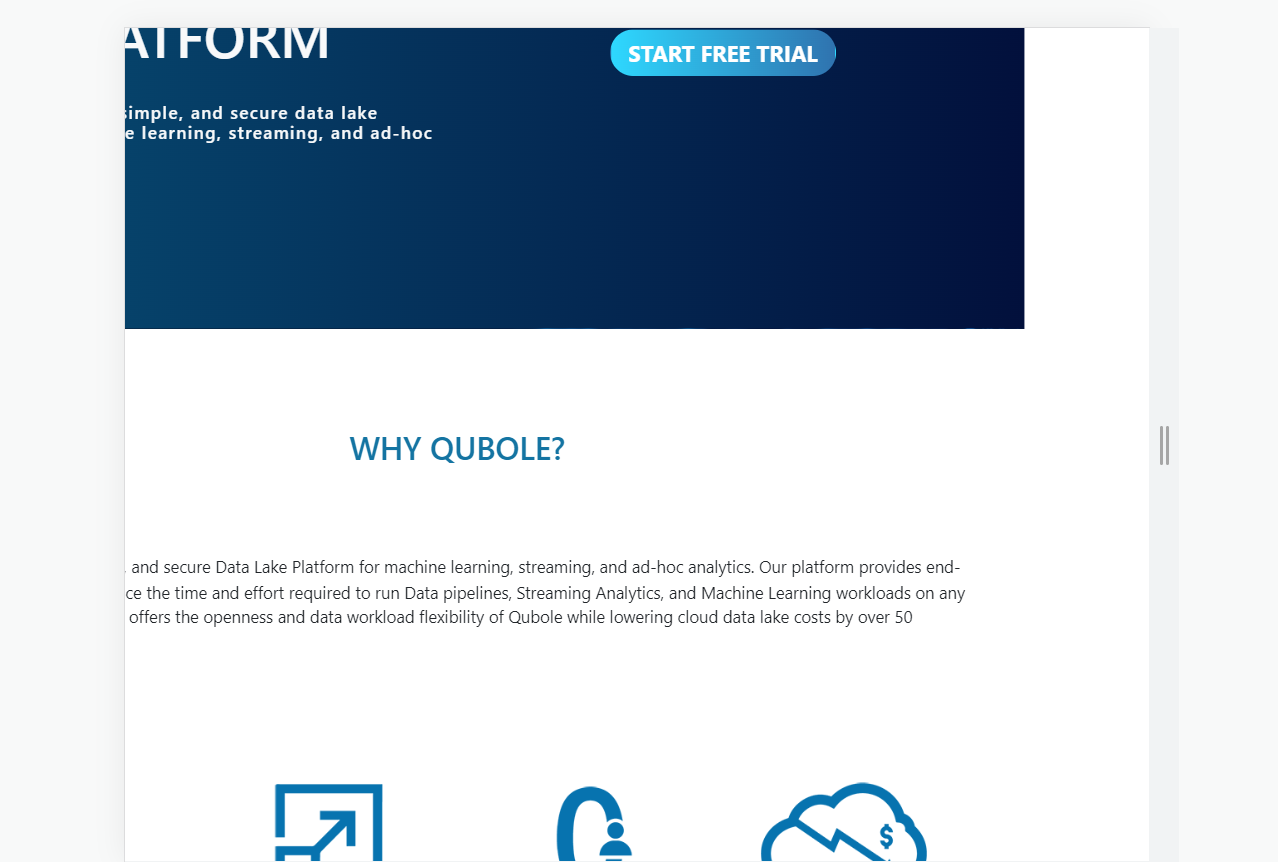 ATFORM
START FREE TRIAL
simple, and secure data lake
e learning, streaming, and ad-hoc
WHY QUBOLE?
, and secure Data Lake Platform for machine learning, streaming, and ad-hoc analytics. Our platform provides end-
ce the time and effort required to run Data pipelines, Streaming Analytics, and Machine Learning workloads on any
offers the openness and data workload flexibility of Qubole while lowering cloud data lake costs by over 50
$